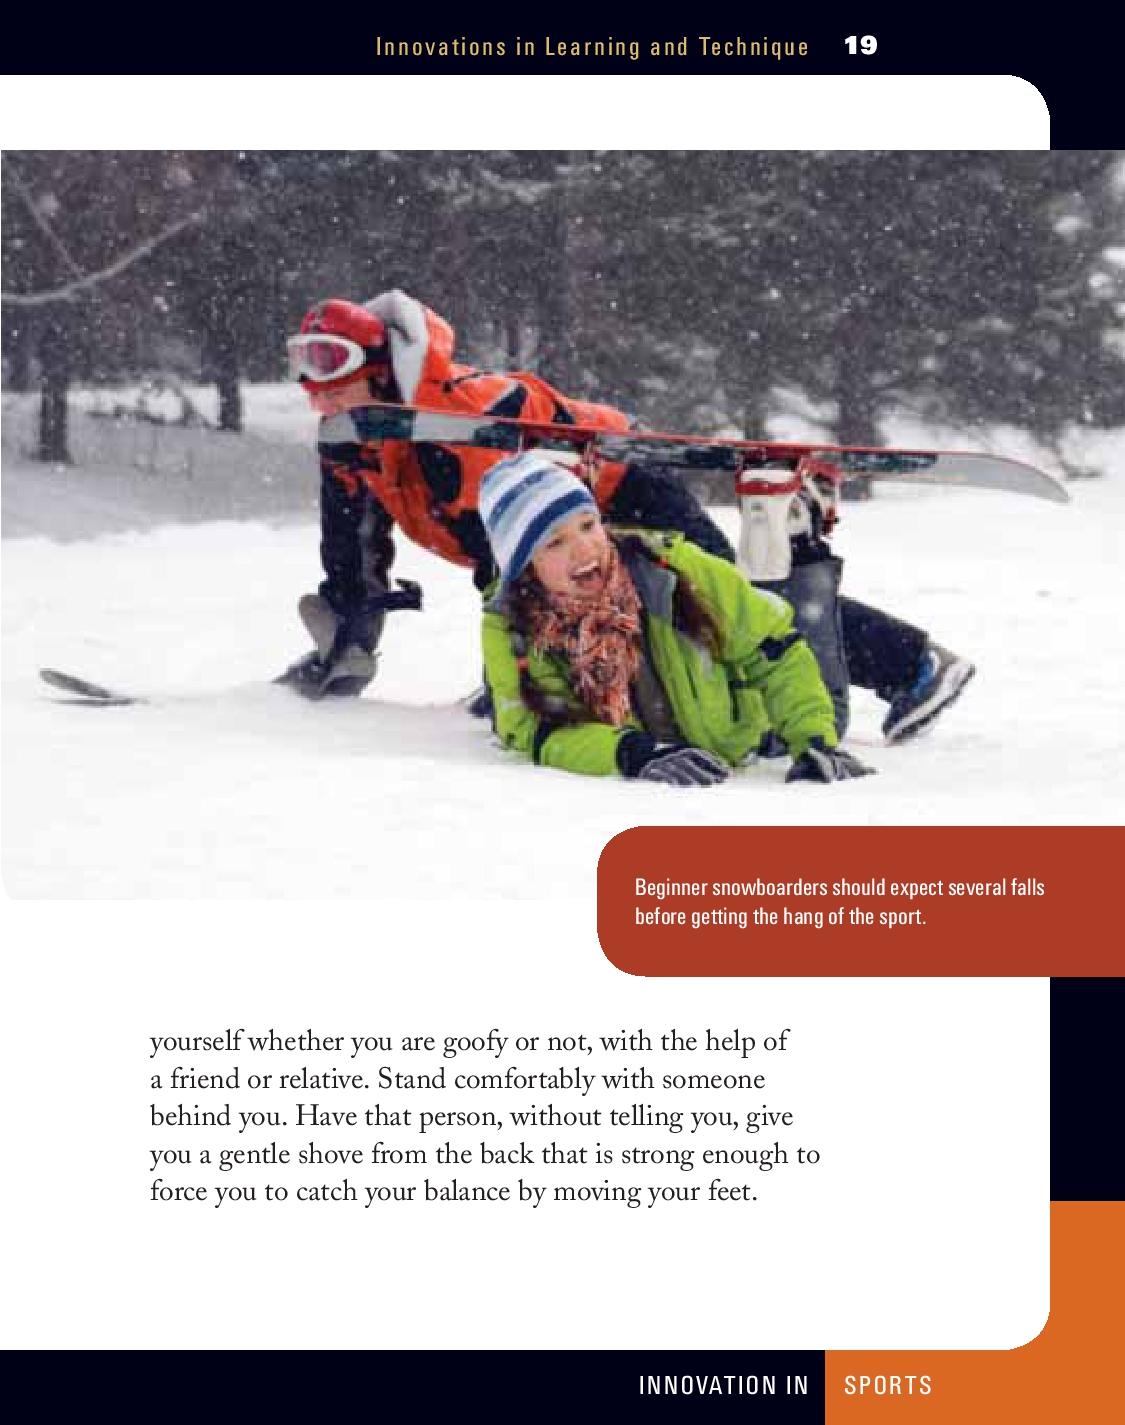 Innovations in Learning and Technique 19
Beginner snowboarders should expect several falls
before getting the hang of the sport.
yourself whether you are goofy or not, with the help of
a friend or relative. Stand comfortably with someone
behind you. Have that person, without telling you, give
you a gentle shove from the back that is strong enough to
force you to catch your balance by moving your feet.
INNOVATION IN SPORTS